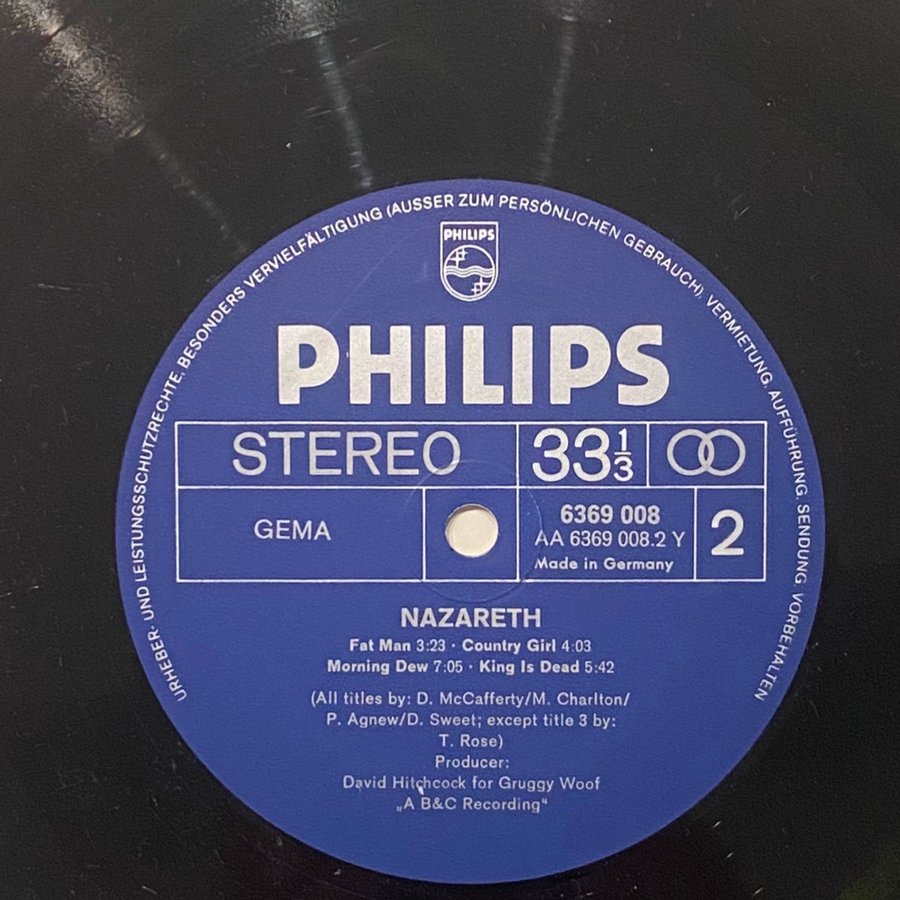 URHEBER- UND LEISTUNGSSCHUTZRECHTE, BESONDERS VERVIELFÄLTIGUNG (AUSSER ZUM PERSÖNLICHEN GEBRAUCH), VERMIETUNG, AUFFÜHRUNG, SENDUNG, VORBEHALTEN
PHILIPS
PHILIPS
STEREO 33 1/3
GEMA
6369 008
AA 6369 008.2 Y
Made in Germany
2
NAZARETH
Fat Man 3:23 · Country Girl 4:03
Morning Dew 7:05 · King Is Dead 5:42
(All titles by: D. McCafferty/M. Charlton/
P. Agnew/D. Sweet; except title 3 by:
T. Rose)
Producer:
David Hitchcock for Gruggy Woof
„A B&C Recording“